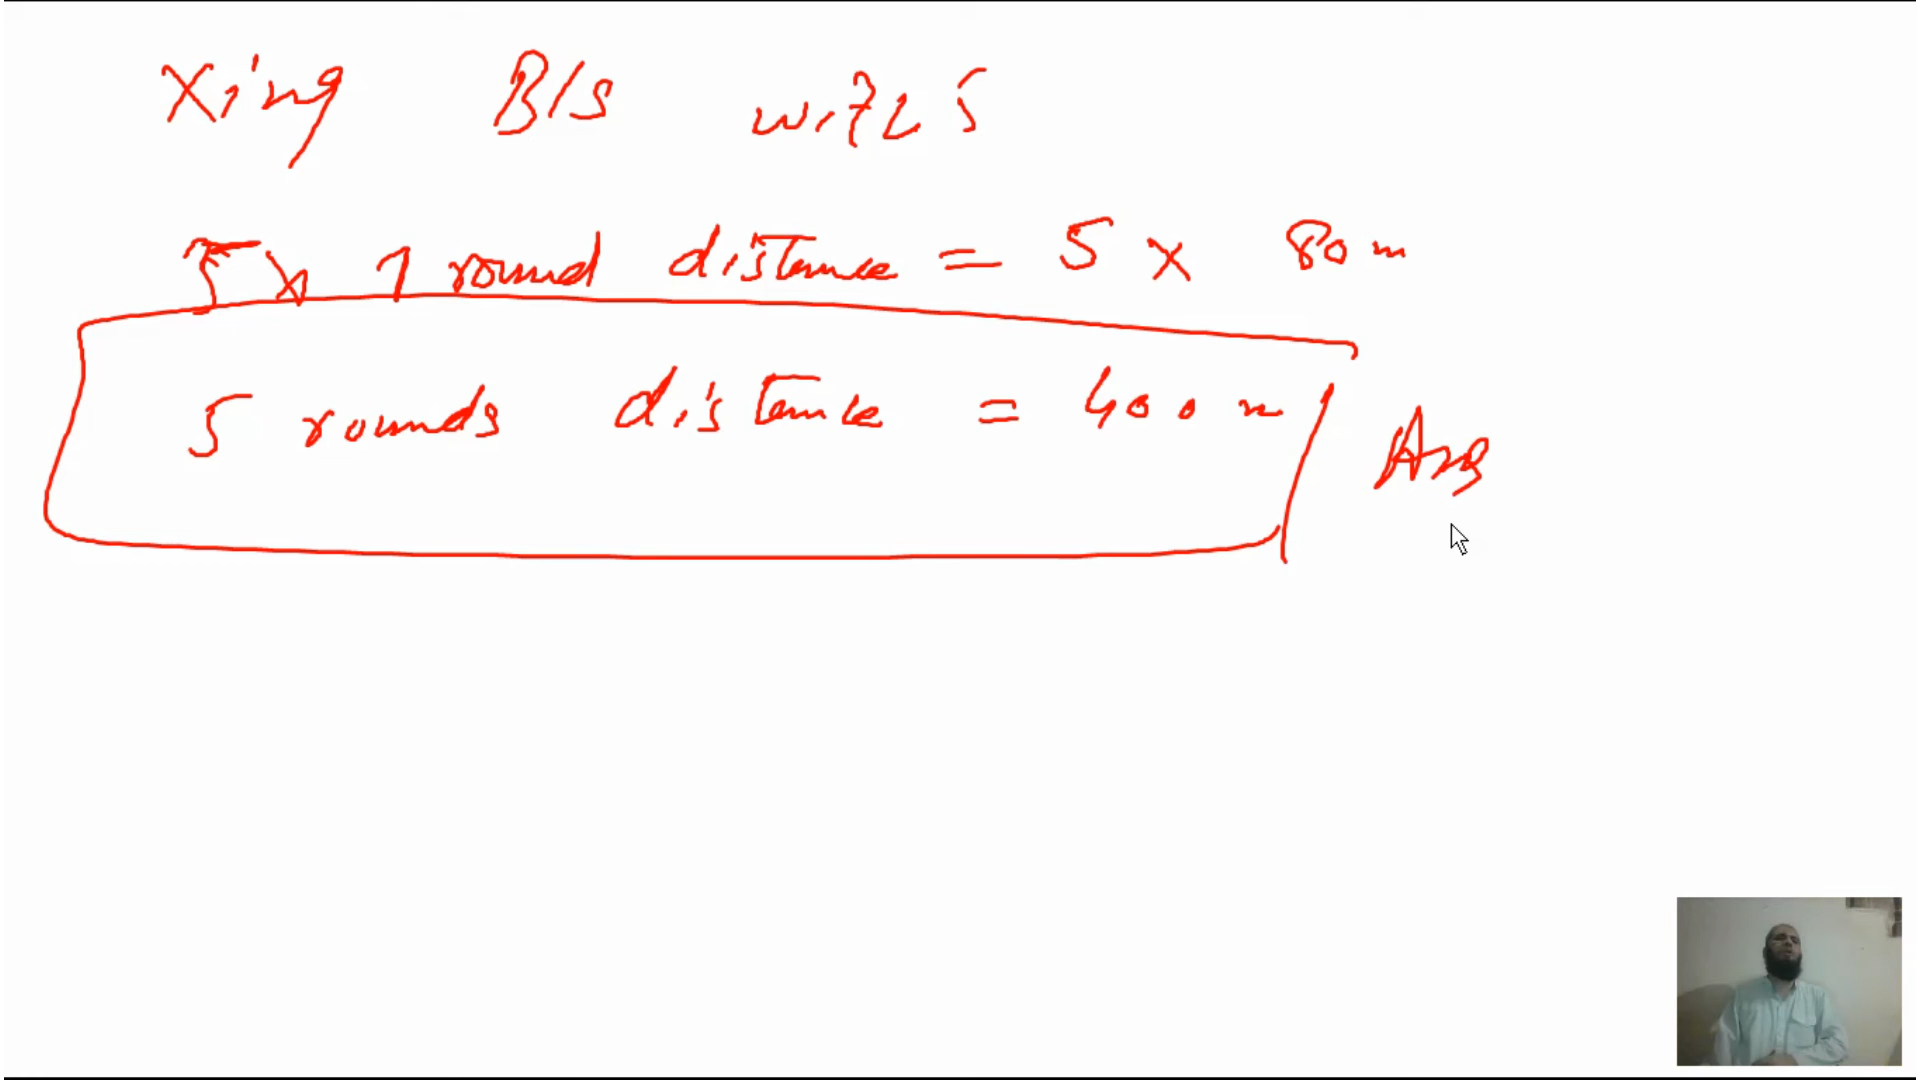 Xing B/s with 5
5 x 1 round distance = 5 x 80 m
5 rounds distance = 400 m
Ans